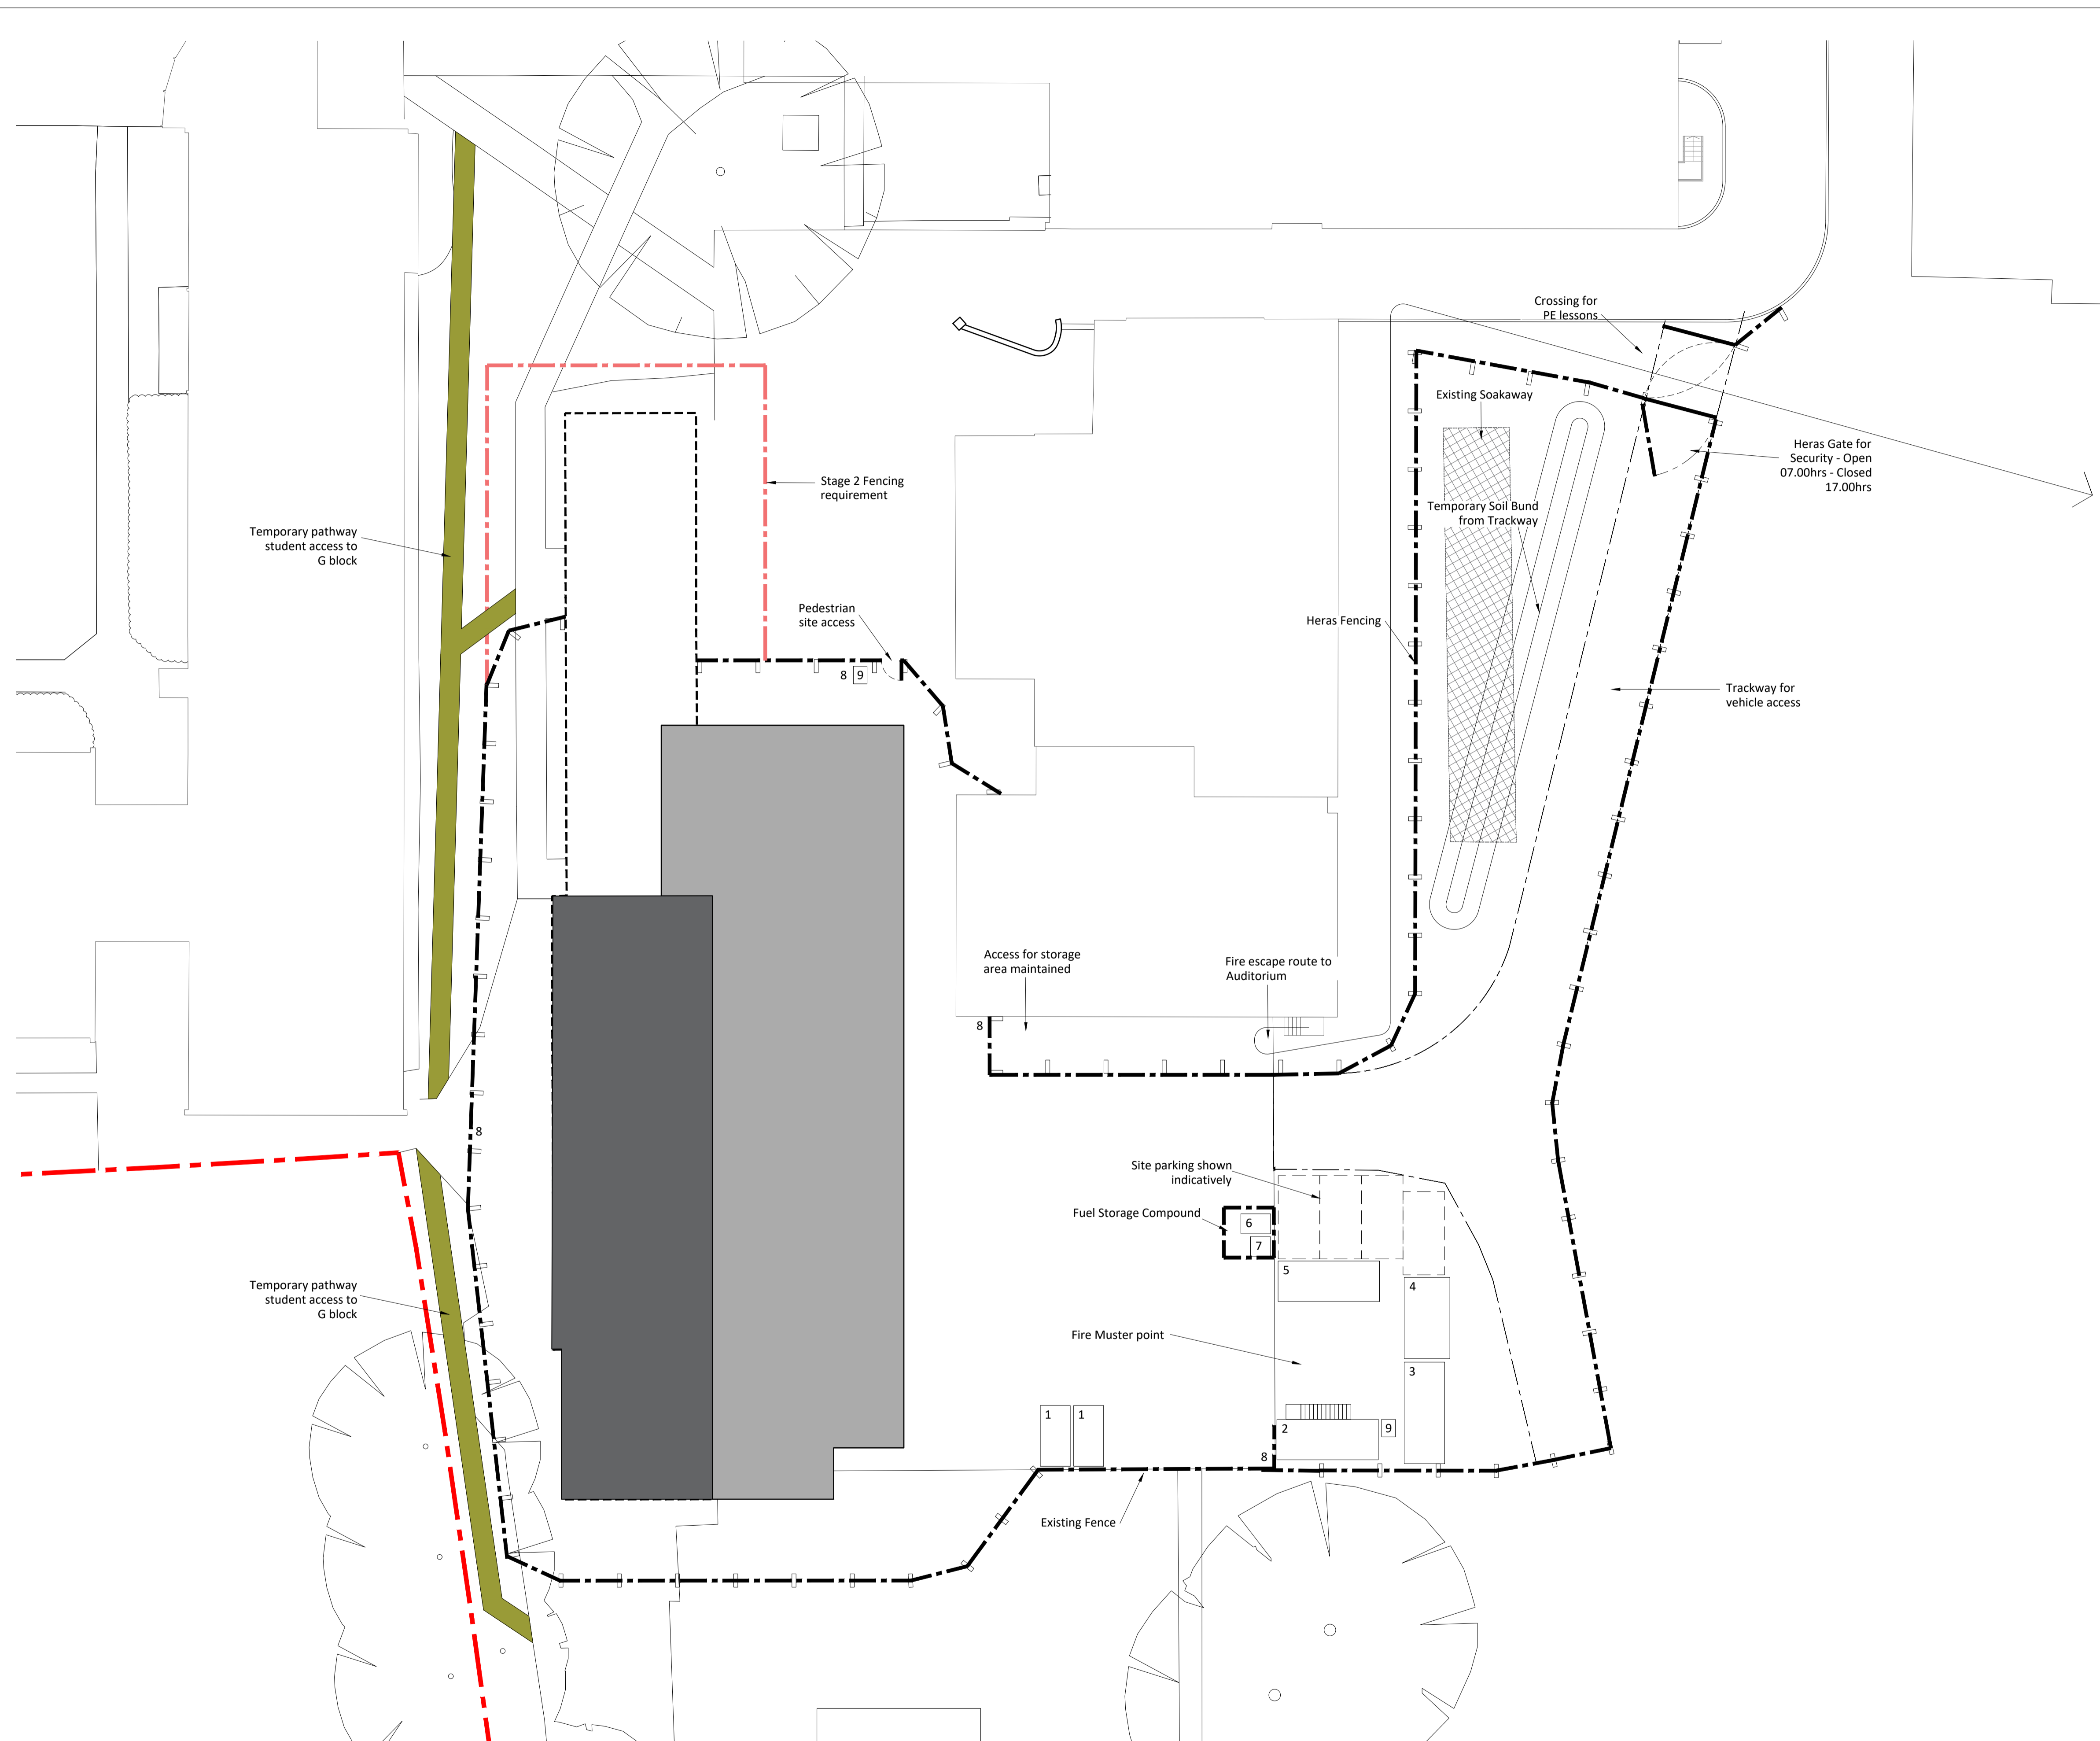 Crossing for
PE lessons
Existing Soakaway
Heras Gate for
Security - Open
07.00hrs - Closed
17.00hrs
Stage 2 Fencing
requirement
Temporary Soil Bund
from Trackway
Temporary pathway
student access to
G block
Pedestrian
site access
Heras Fencing
8
9
Trackway for
vehicle access
Access for storage
area maintained
Fire escape route to
Auditorium
8
8
Site parking shown
indicatively
Fuel Storage Compound
6
7
5
4
Temporary pathway
student access to
G block
Fire Muster point
3
1
1
2
9
8
Existing Fence